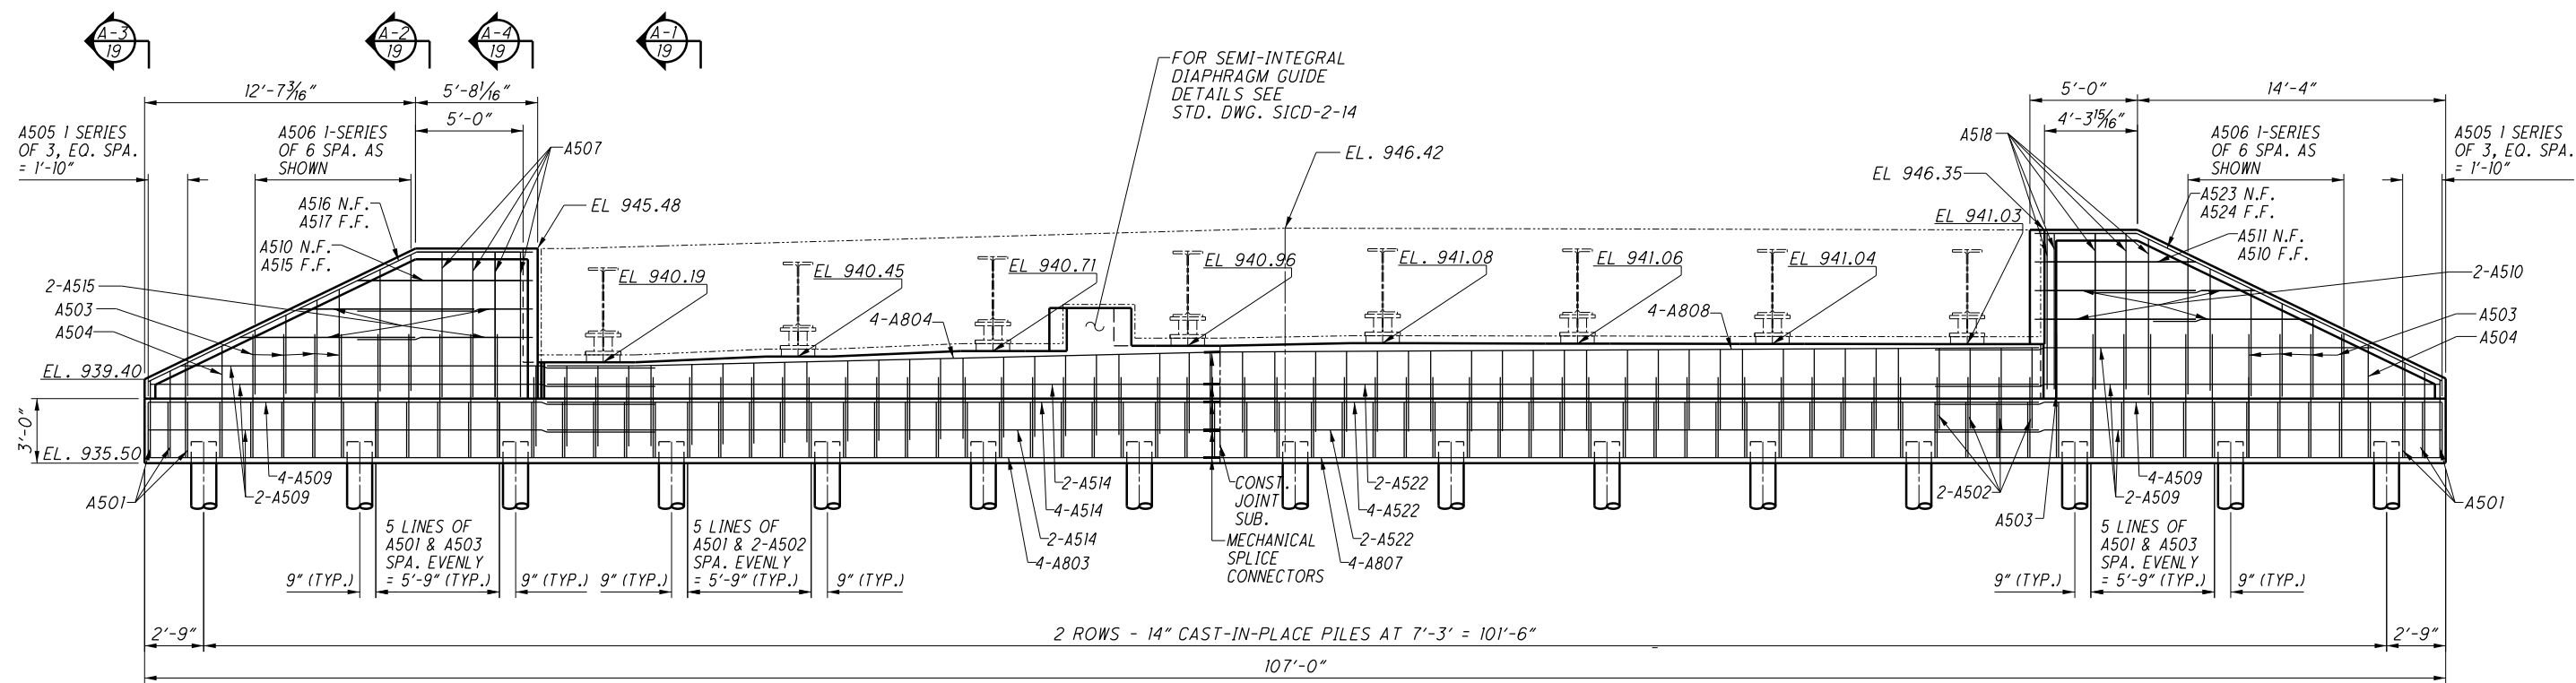 A-3
19
A-2
19
A-4
19
A-1
19
FOR SEMI-INTEGRAL
DIAPHRAGM GUIDE
DETAILS SEE
STD. DWG. SICD-2-14
12'-7 3/16"
5'-8 1/16"
5'-0"
5'-0"
14'-4"
4'-3 15/16"
A505 1 SERIES
OF 3, EQ. SPA.
= 1'-10"
A506 1-SERIES
OF 6 SPA. AS
SHOWN
A507
A518
A506 1-SERIES
OF 6 SPA. AS
SHOWN
A505 1 SERIES
OF 3, EQ. SPA.
= 1'-10"
EL. 946.42
EL 946.35
A516 N.F.
A517 F.F.
EL 945.48
A523 N.F.
A524 F.F.
EL 941.03
A510 N.F.
A515 F.F.
A511 N.F.
A510 F.F.
EL 940.19
EL 940.45
EL 940.71
EL 940.96
EL. 941.08
EL 941.06
EL 941.04
2-A515
2-A510
A503
4-A804
4-A808
A503
A504
A504
EL. 939.40
3'-0"
EL. 935.50
A501
4-A509
2-A509
2-A514
4-A514
2-A514
4-A803
CONST.
JOINT
SUB.
MECHANICAL
SPLICE
CONNECTORS
2-A522
4-A522
2-A522
4-A807
2-A502
A503
4-A509
2-A509
A501
5 LINES OF
A501 & A503
SPA. EVENLY
= 5'-9" (TYP.)
9" (TYP.)
9" (TYP.)
5 LINES OF
A501 & 2-A502
SPA. EVENLY
= 5'-9" (TYP.)
9" (TYP.)
9" (TYP.)
5 LINES OF
A501 & A503
SPA. EVENLY
= 5'-9" (TYP.)
9" (TYP.)
9" (TYP.)
2'-9"
2 ROWS - 14" CAST-IN-PLACE PILES AT 7'-3' = 101'-6"
2'-9"
107'-0"